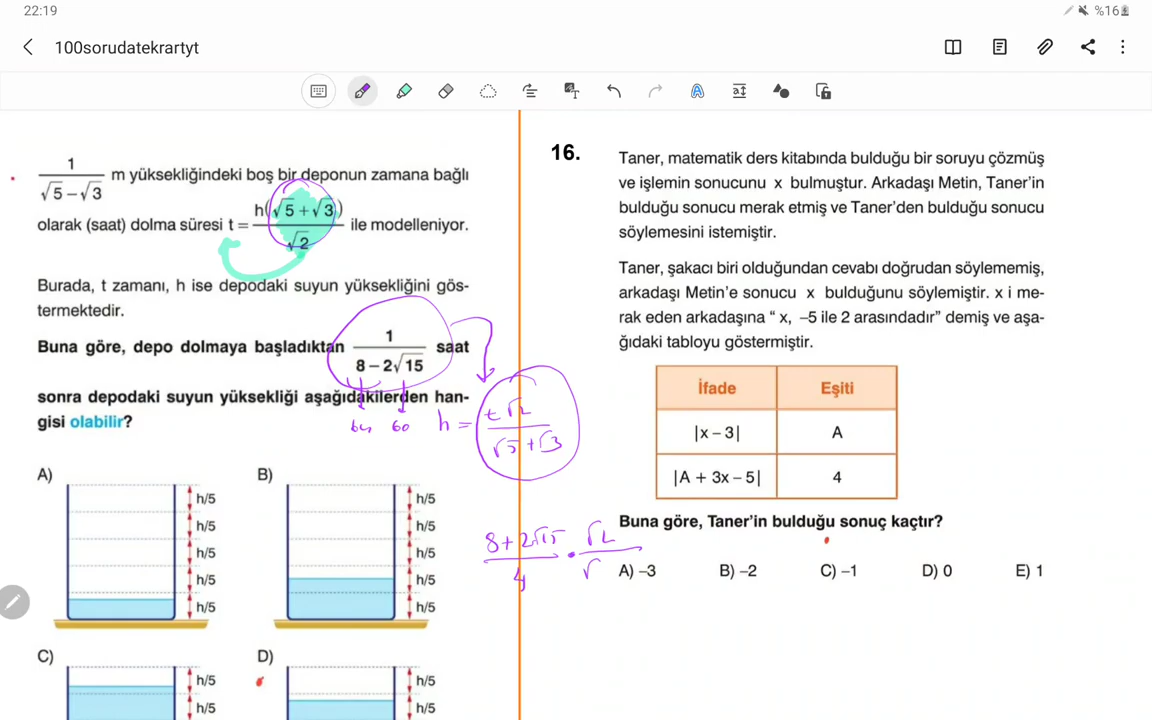 22:19
%16
100sorudatekrartyt
1
√5 – √3
m yüksekliğindeki boş bir deponun zamana bağlı
olarak (saat) dolma süresi t = h(√5 + √3) / √2 ile modelleniyor.
Burada, t zamanı, h ise depodaki suyun yüksekliğini gös-
termektedir.
Buna göre, depo dolmaya başladıktan 1 / (8 – 2√15) saat
sonra depodaki suyun yüksekliği aşağıdakilerden han-
gisi olabilir?
64 60
h = t√2 / √5 + √3
8 + 2√15 / 4 · √2 / √
A)
h/5
h/5
h/5
h/5
h/5
B)
h/5
h/5
h/5
h/5
h/5
C)
h/5
h/5
D)
h/5
h/5
16.
Taner, matematik ders kitabında bulduğu bir soruyu çözmüş
ve işlemin sonucunu x bulmuştur. Arkadaşı Metin, Taner'in
bulduğu sonucu merak etmiş ve Taner'den bulduğu sonucu
söylemesini istemiştir.
Taner, şakacı biri olduğundan cevabı doğrudan söylememiş,
arkadaşı Metin'e sonucu x bulduğunu söylemiştir. x i me-
rak eden arkadaşına " x, –5 ile 2 arasındadır" demiş ve aşa-
ğıdaki tabloyu göstermiştir.
İfade Eşiti
|x – 3| A
|A + 3x – 5| 4
Buna göre, Taner'in bulduğu sonuç kaçtır?
A) –3 B) –2 C) –1 D) 0 E) 1